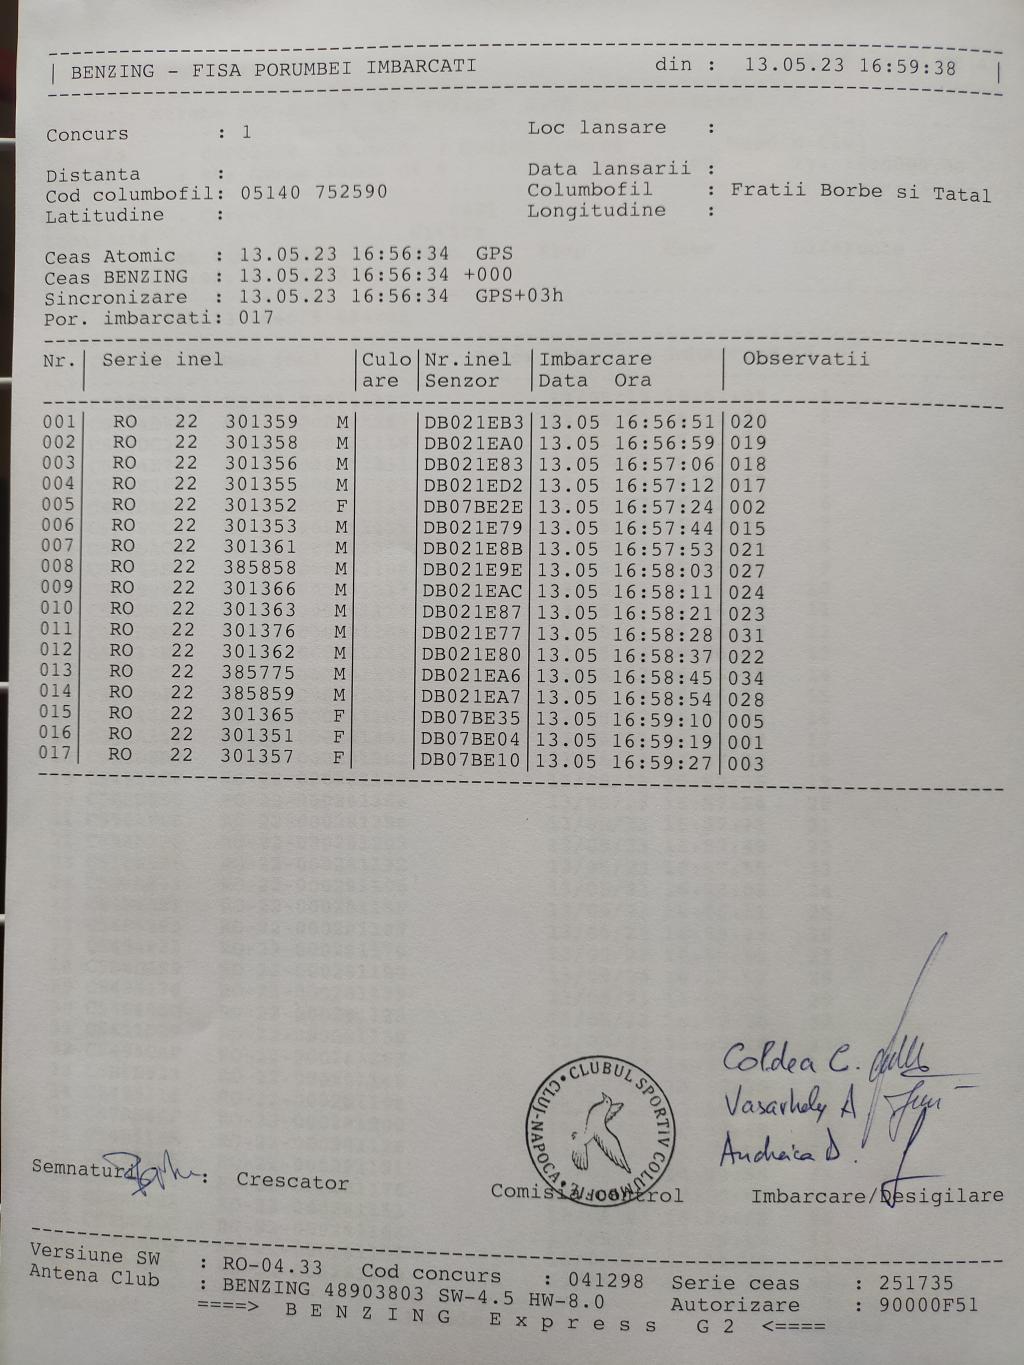 BENZING - FISA PORUMBEI IMBARCATI din : 13.05.23 16:59:38
Concurs : 1 Loc lansare :
Distanta : Data lansarii :
Cod columbofil: 05140 752590 Columbofil : Fratii Borbe si Tatal
Latitudine : Longitudine :
Ceas Atomic : 13.05.23 16:56:34 GPS
Ceas BENZING : 13.05.23 16:56:34 +000
Sincronizare : 13.05.23 16:56:34 GPS+03h
Por. imbarcati: 017
Nr.| Serie inel |Culo|Nr.inel |Imbarcare | Observatii
| |are |Senzor |Data Ora |
001| RO 22 301359 M| |DB021EB3|13.05 16:56:51|020
002| RO 22 301358 M| |DB021EA0|13.05 16:56:59|019
003| RO 22 301356 M| |DB021E83|13.05 16:57:06|018
004| RO 22 301355 M| |DB021ED2|13.05 16:57:12|017
005| RO 22 301352 F| |DB07BE2E|13.05 16:57:24|002
006| RO 22 301353 M| |DB021E79|13.05 16:57:44|015
007| RO 22 301361 M| |DB021E8B|13.05 16:57:53|021
008| RO 22 385858 M| |DB021E9E|13.05 16:58:03|027
009| RO 22 301366 M| |DB021EAC|13.05 16:58:11|024
010| RO 22 301363 M| |DB021E87|13.05 16:58:21|023
011| RO 22 301376 M| |DB021E77|13.05 16:58:28|031
012| RO 22 301362 M| |DB021E80|13.05 16:58:37|022
013| RO 22 385775 M| |DB021EA6|13.05 16:58:45|034
014| RO 22 385859 M| |DB021EA7|13.05 16:58:54|028
015| RO 22 301365 F| |DB07BE35|13.05 16:59:10|005
016| RO 22 301351 F| |DB07BE04|13.05 16:59:19|001
017| RO 22 301357 F| |DB07BE10|13.05 16:59:27|003
Coldea C.
Vasarhely A
Andreica D.
CLUBUL SPORTIV COLUMBOFIL • CLUJ-NAPOCA •
Semnaturi : Crescator Comisia control Imbarcare/Desigilare
Versiune SW : RO-04.33 Cod concurs : 041298 Serie ceas : 251735
Antena Club : BENZING 48903803 SW-4.5 HW-8.0 Autorizare : 90000F51
====> B E N Z I N G E x p r e s s G 2 <====